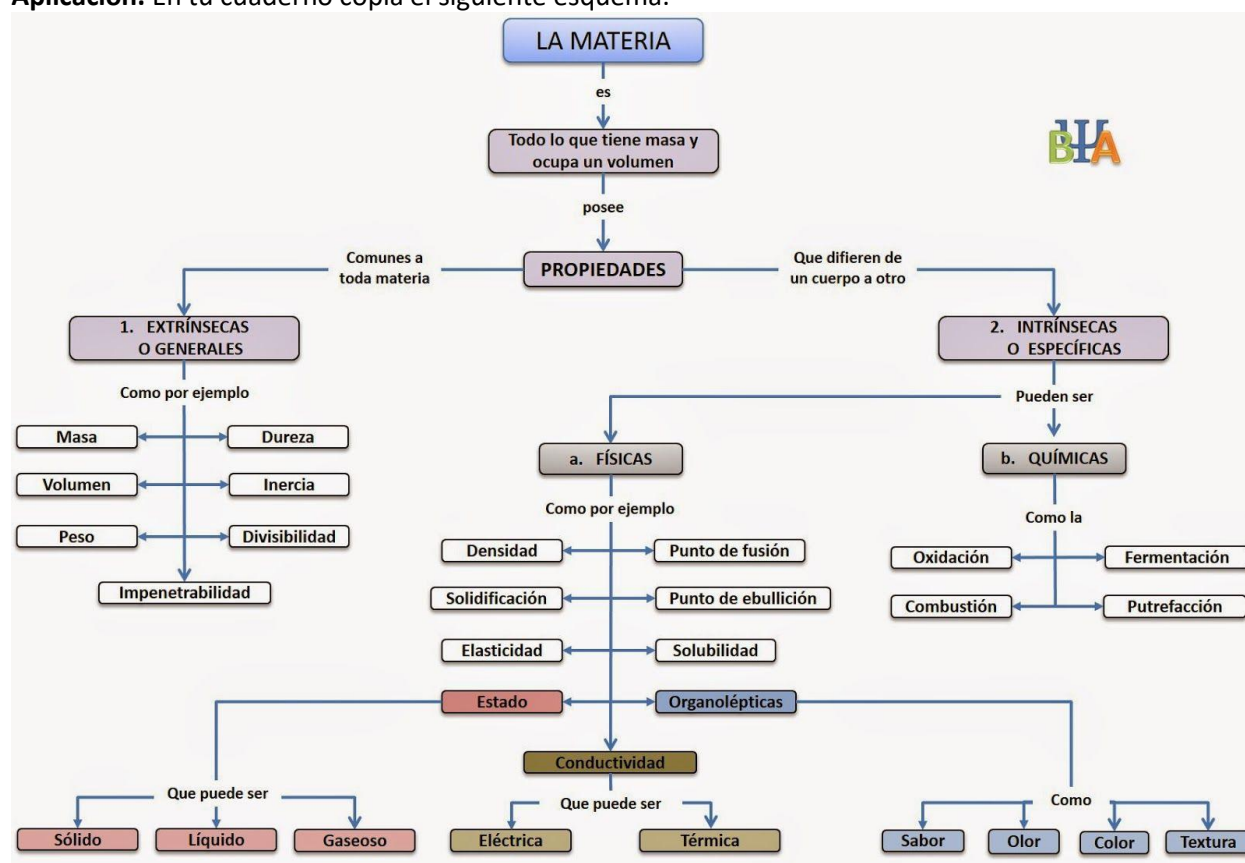 Aplicación: En tu cuaderno copia el siguiente esquema:
LA MATERIA
es
Todo lo que tiene masa y
ocupa un volumen
posee
PROPIEDADES
Comunes a
toda materia
Que difieren de
un cuerpo a otro
1. EXTRÍNSECAS
O GENERALES
Como por ejemplo
Masa
Dureza
Volumen
Inercia
Peso
Divisibilidad
Impenetrabilidad
2. INTRÍNSECAS
O ESPECÍFICAS
Pueden ser
a. FÍSICAS
Como por ejemplo
Densidad
Punto de fusión
Solidificación
Punto de ebullición
Elasticidad
Solubilidad
Estado
Organolépticas
Conductividad
Que puede ser
Sólido
Líquido
Gaseoso
Que puede ser
Eléctrica
Térmica
Como
Sabor
Olor
Color
Textura
b. QUÍMICAS
Como la
Oxidación
Fermentación
Combustión
Putrefacción
BΨA